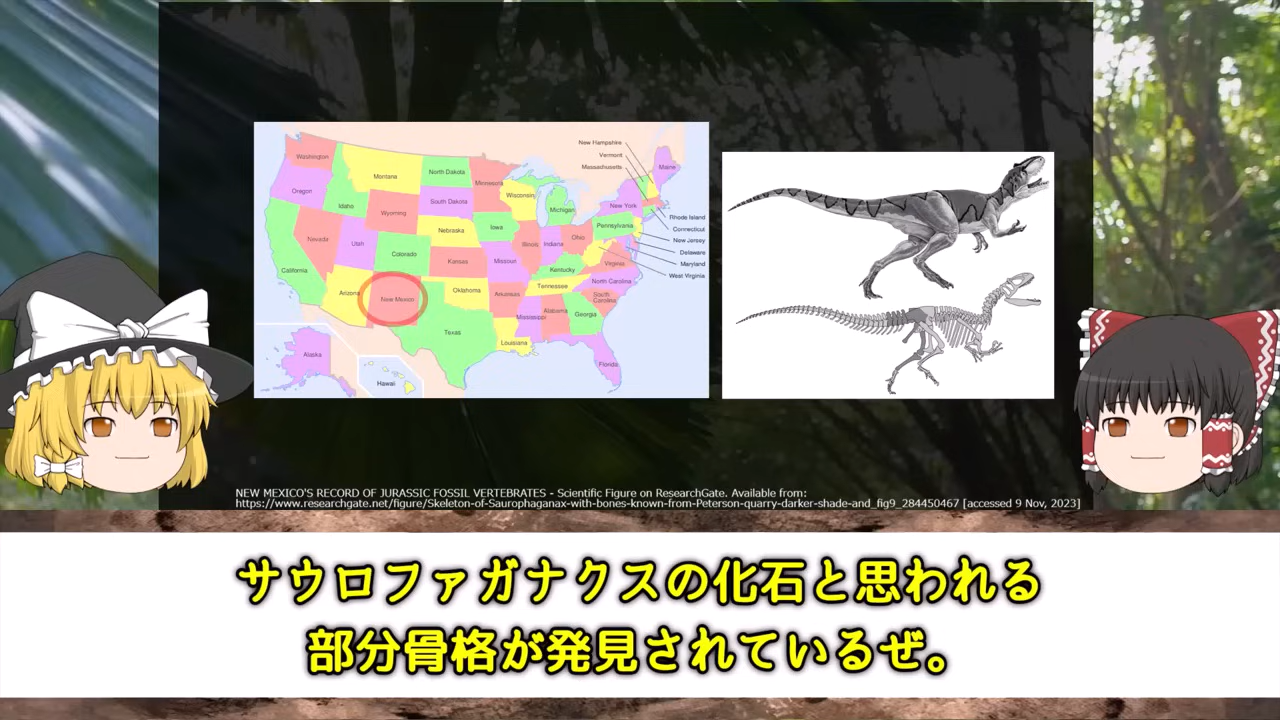 New Hampshire
Vermont
Massachusetts
Washington
Montana
North Dakota
Minnesota
Maine
Oregon
Idaho
Wyoming
South Dakota
Wisconsin
Michigan
New York
Rhode Island
Connecticut
New Jersey
Delaware
Maryland
West Virginia
Nevada
Utah
Colorado
Nebraska
Iowa
Illinois
Indiana
Ohio
Pennsylvania
California
Kansas
Missouri
Kentucky
Virginia
Arizona
New Mexico
Oklahoma
Arkansas
Tennessee
North Carolina
South
Carolina
Texas
Louisiana
Mississippi
Alabama
Georgia
Florida
Alaska
Hawaii
NEW MEXICO'S RECORD OF JURASSIC FOSSIL VERTEBRATES - Scientific Figure on ResearchGate. Available from:
https://www.researchgate.net/figure/Skeleton-of-Saurophaganax-with-bones-known-from-Peterson-quarry-darker-shade-and_fig9_284450467 [accessed 9 Nov, 2023]
サウロファガナクスの化石と思われる
部分骨格が発見されているぜ。